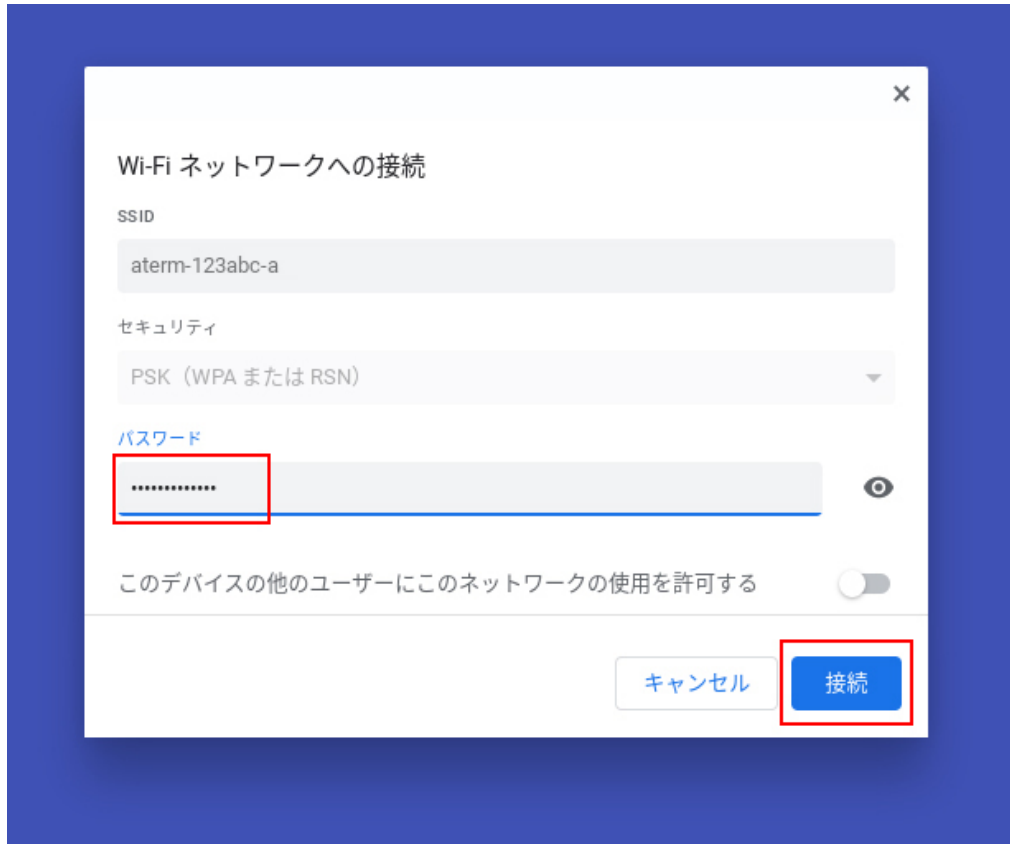 Wi-Fi ネットワークへの接続
SSID
aterm-123abc-a
セキュリティ
PSK（WPA または RSN）
パスワード
•••••••••••••
このデバイスの他のユーザーにこのネットワークの使用を許可する
キャンセル
接続